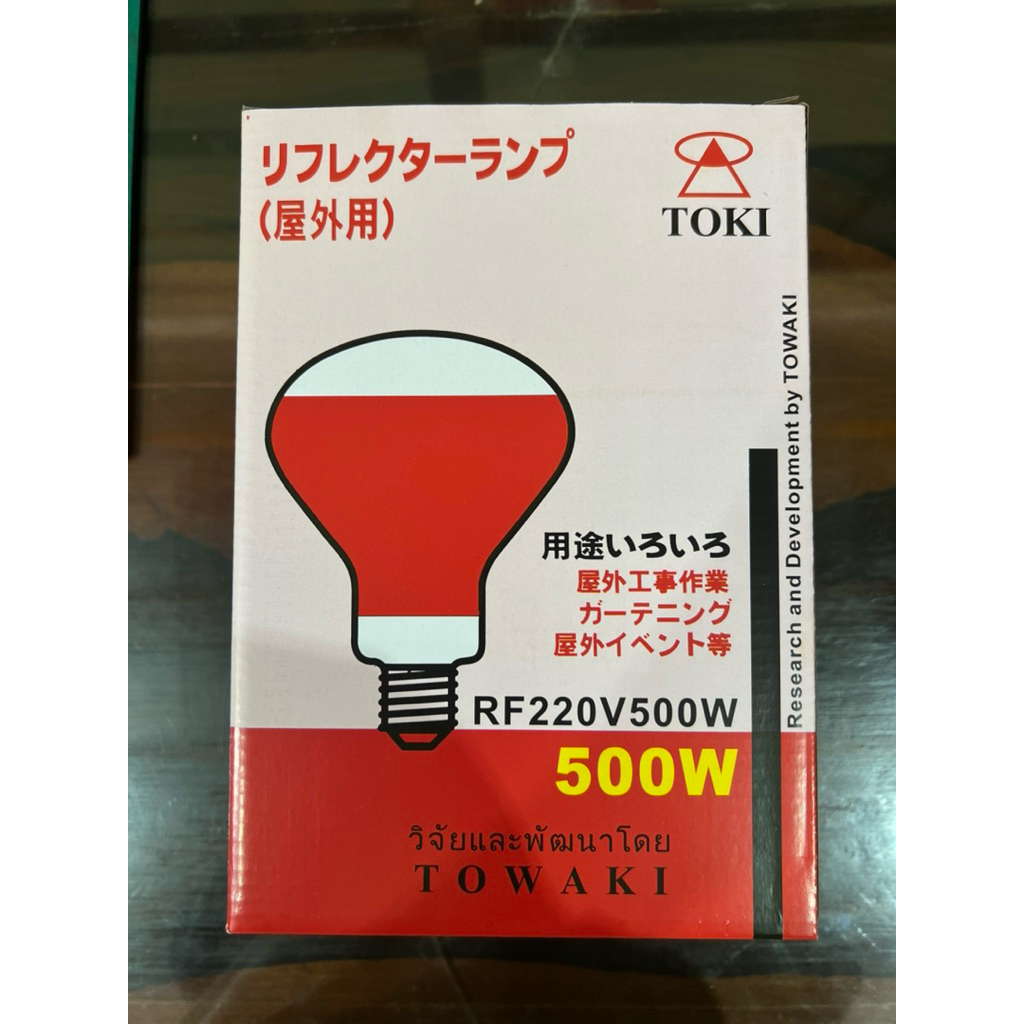 リフレクターランプ
(屋外用)
TOKI
Research and Development by TOWAKI
用途いろいろ
屋外工事作業
ガーテニング
屋外イベント等
RF220V500W
500W
วิจัยและพัฒนาโดย
TOWAKI